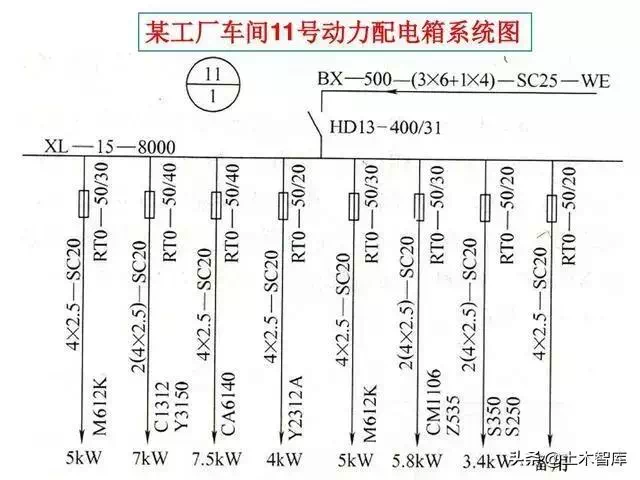 某工厂车间11号动力配电箱系统图
11
1
BX—500—(3×6+1×4)—SC25—WE
HD13-400/31
XL—15—8000
RT0—50/30
4×2.5—SC20
M612K
5kW
RT0—50/40
2(4×2.5)—SC20
C1312
Y3150
7kW
RT0—50/40
4×2.5—SC20
CA6140
7.5kW
RT0—50/20
4×2.5—SC20
Y2312A
4kW
RT0—50/30
4×2.5—SC20
M612K
5kW
RT0—50/30
2(4×2.5)—SC20
CM1106
Z535
5.8kW
RT0—50/20
2(4×2.5)—SC20
S350
S250
3.4kW
RT0—50/20
4×2.5—SC20
备用
头条@土木智库